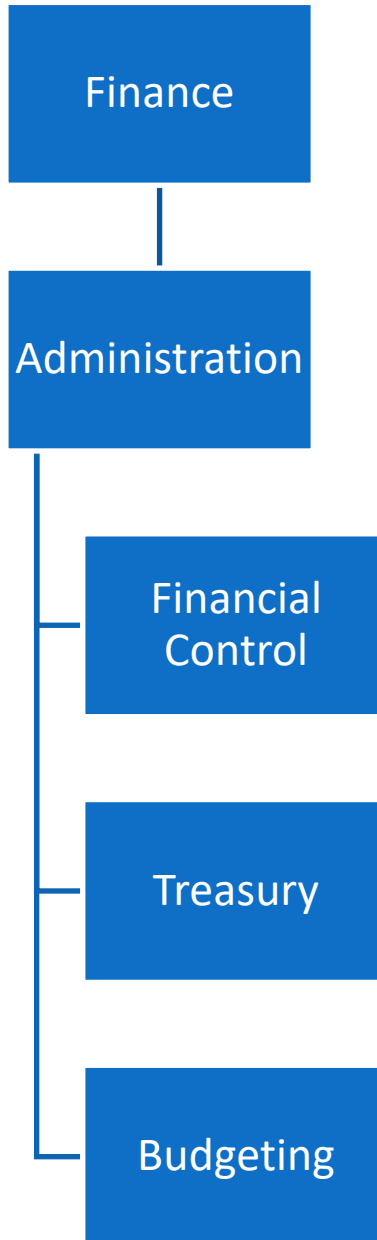 Finance
Administration
Financial
Control
Treasury
Budgeting